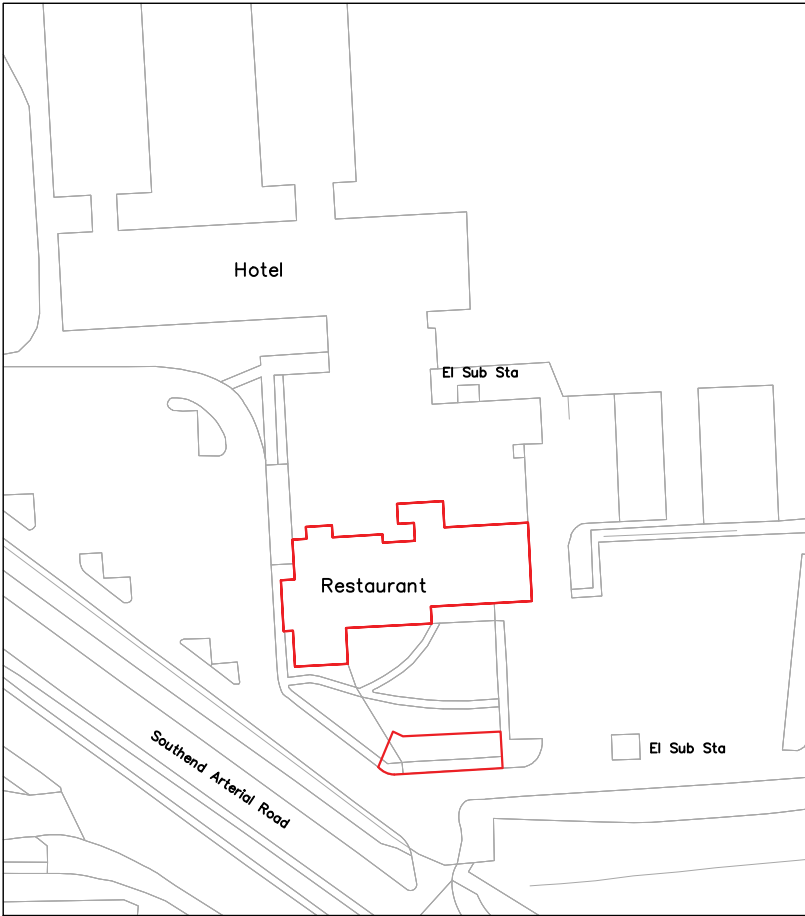 Hotel
El Sub Sta
Restaurant
Southend Arterial Road
El Sub Sta